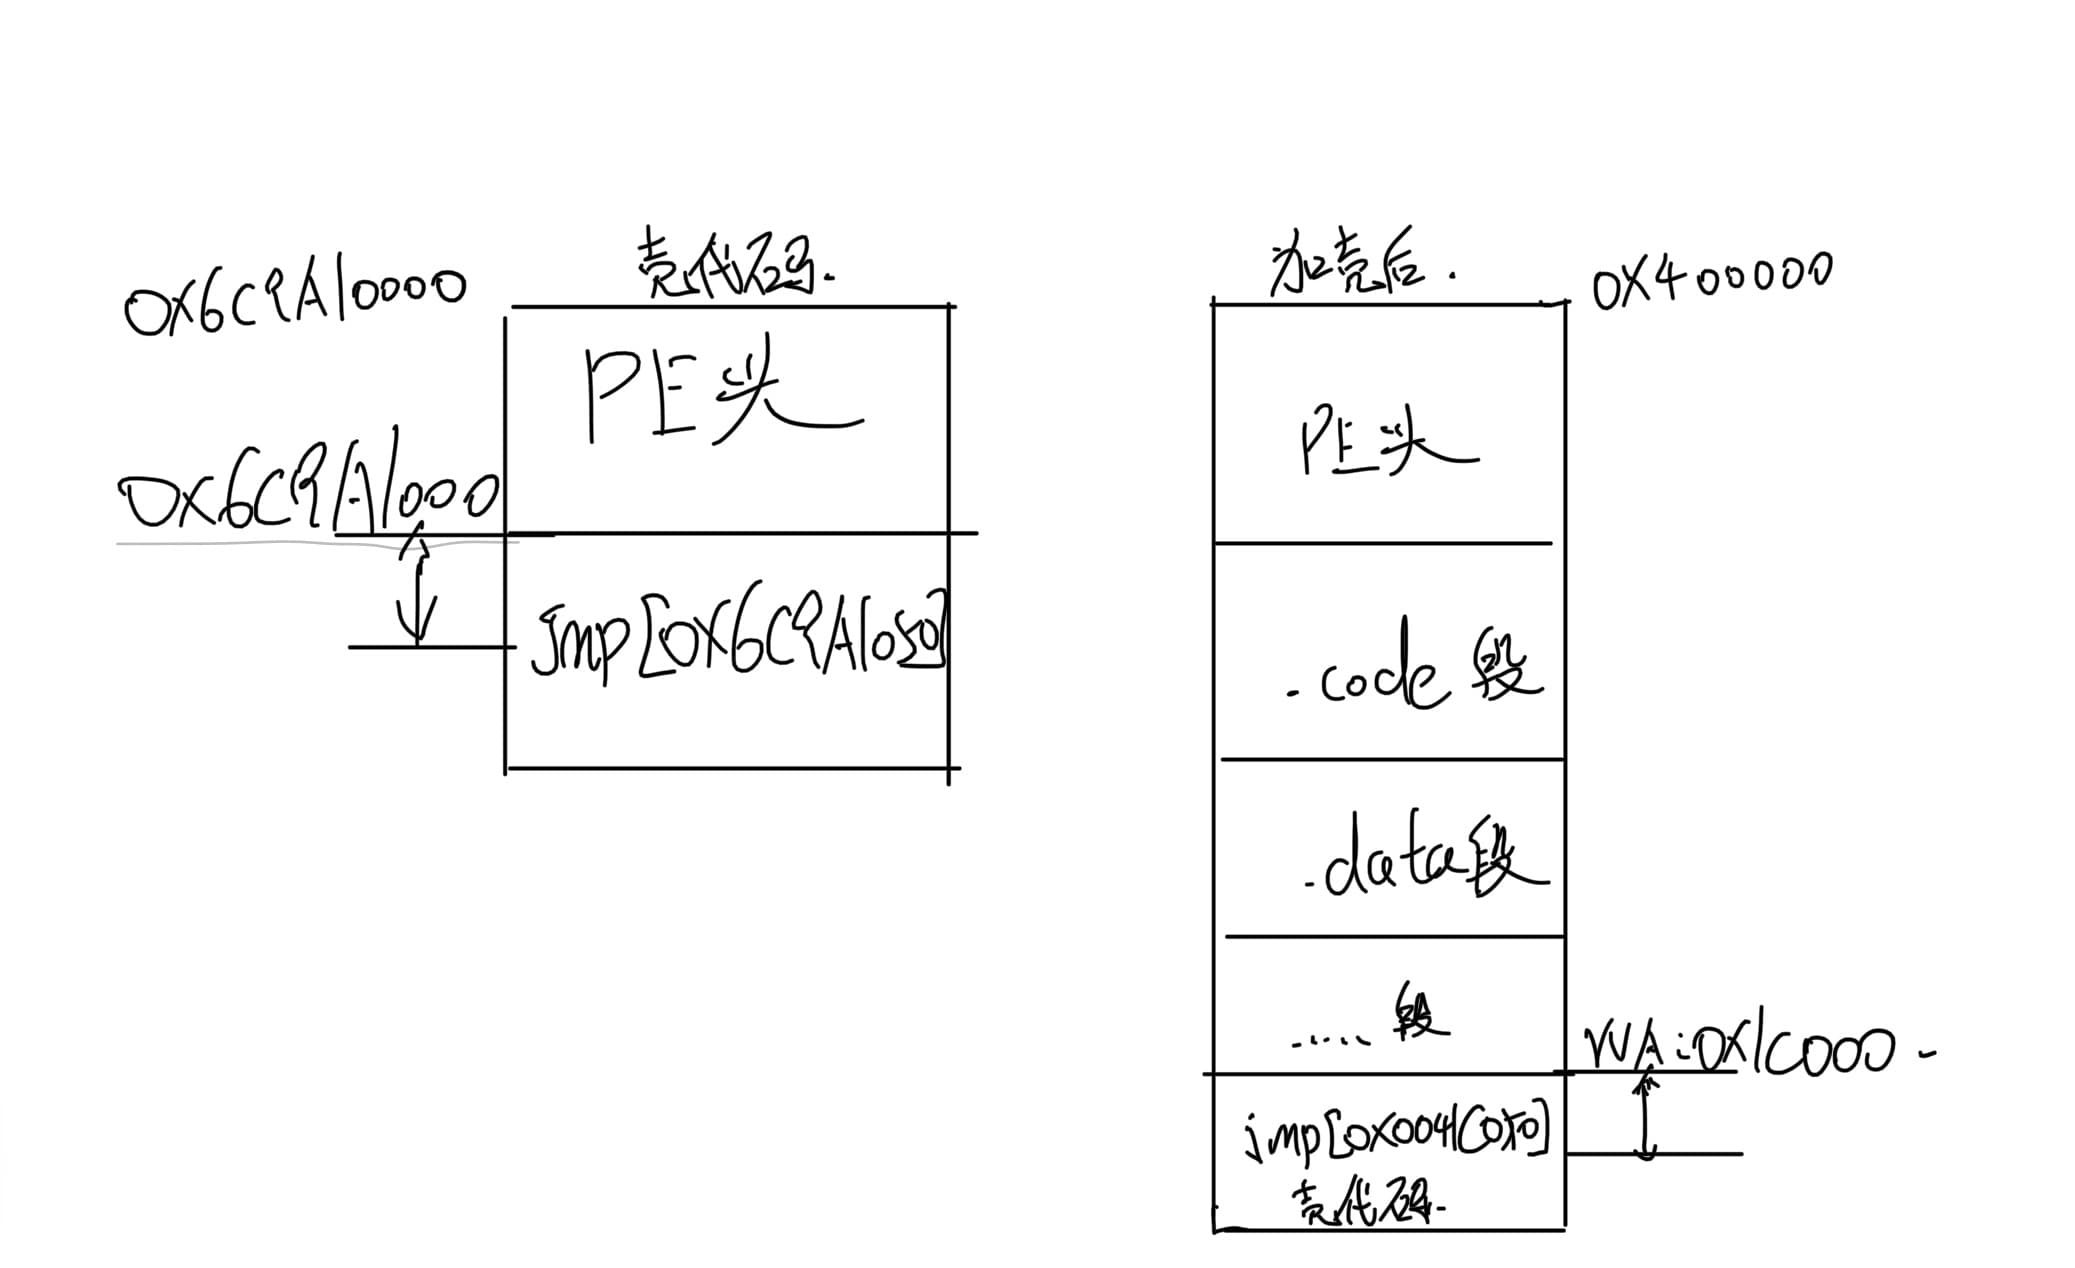 壳代码.
0x6C9A10000
PE头
0x6C9A1000
jmp[0x6C9A1050]
加壳后.
0x400000
PE头
.code段
.data段
.....段
rVA:0x1C000.
jmp[0x0041C050]
壳代码.